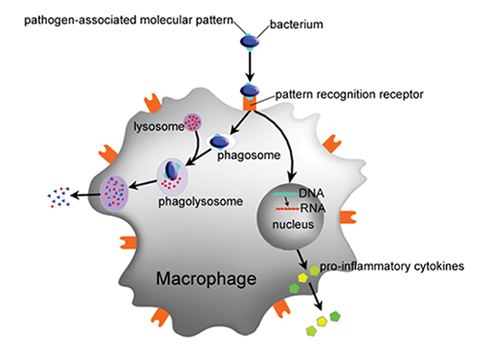 pathogen-associated molecular pattern
bacterium
pattern recognition receptor
lysosome
phagosome
phagolysosome
DNA
RNA
nucleus
pro-inflammatory cytokines
Macrophage